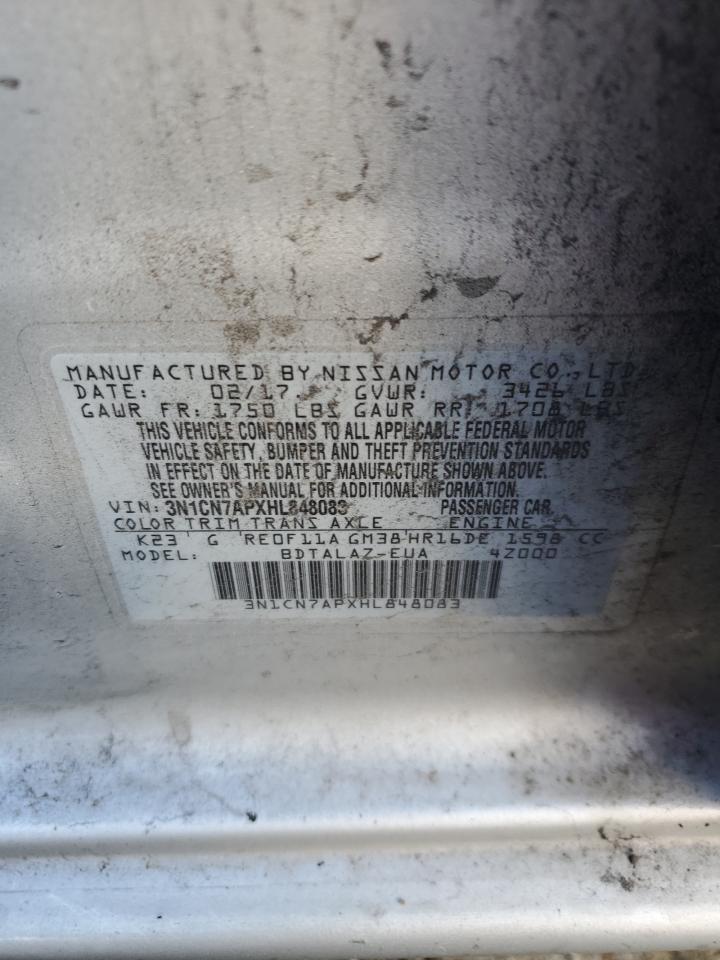 MANUFACTURED BY NISSAN MOTOR CO., LTD.
DATE: 02/17 GVWR: 3426 LBS
GAWR FR: 1750 LBS GAWR RR: 1708 LBS
THIS VEHICLE CONFORMS TO ALL APPLICABLE FEDERAL MOTOR
VEHICLE SAFETY, BUMPER AND THEFT PREVENTION STANDARDS
IN EFFECT ON THE DATE OF MANUFACTURE SHOWN ABOVE.
SEE OWNER'S MANUAL FOR ADDITIONAL INFORMATION.
VIN: 3N1CN7APXHL848083 PASSENGER CAR
COLOR TRIM TRANS AXLE ENGINE
K23 G RE0F11A GM38 HR16DE 1598 CC
MODEL: BDTALAZ-EUA 4Z000
3N1CN7APXHL848083